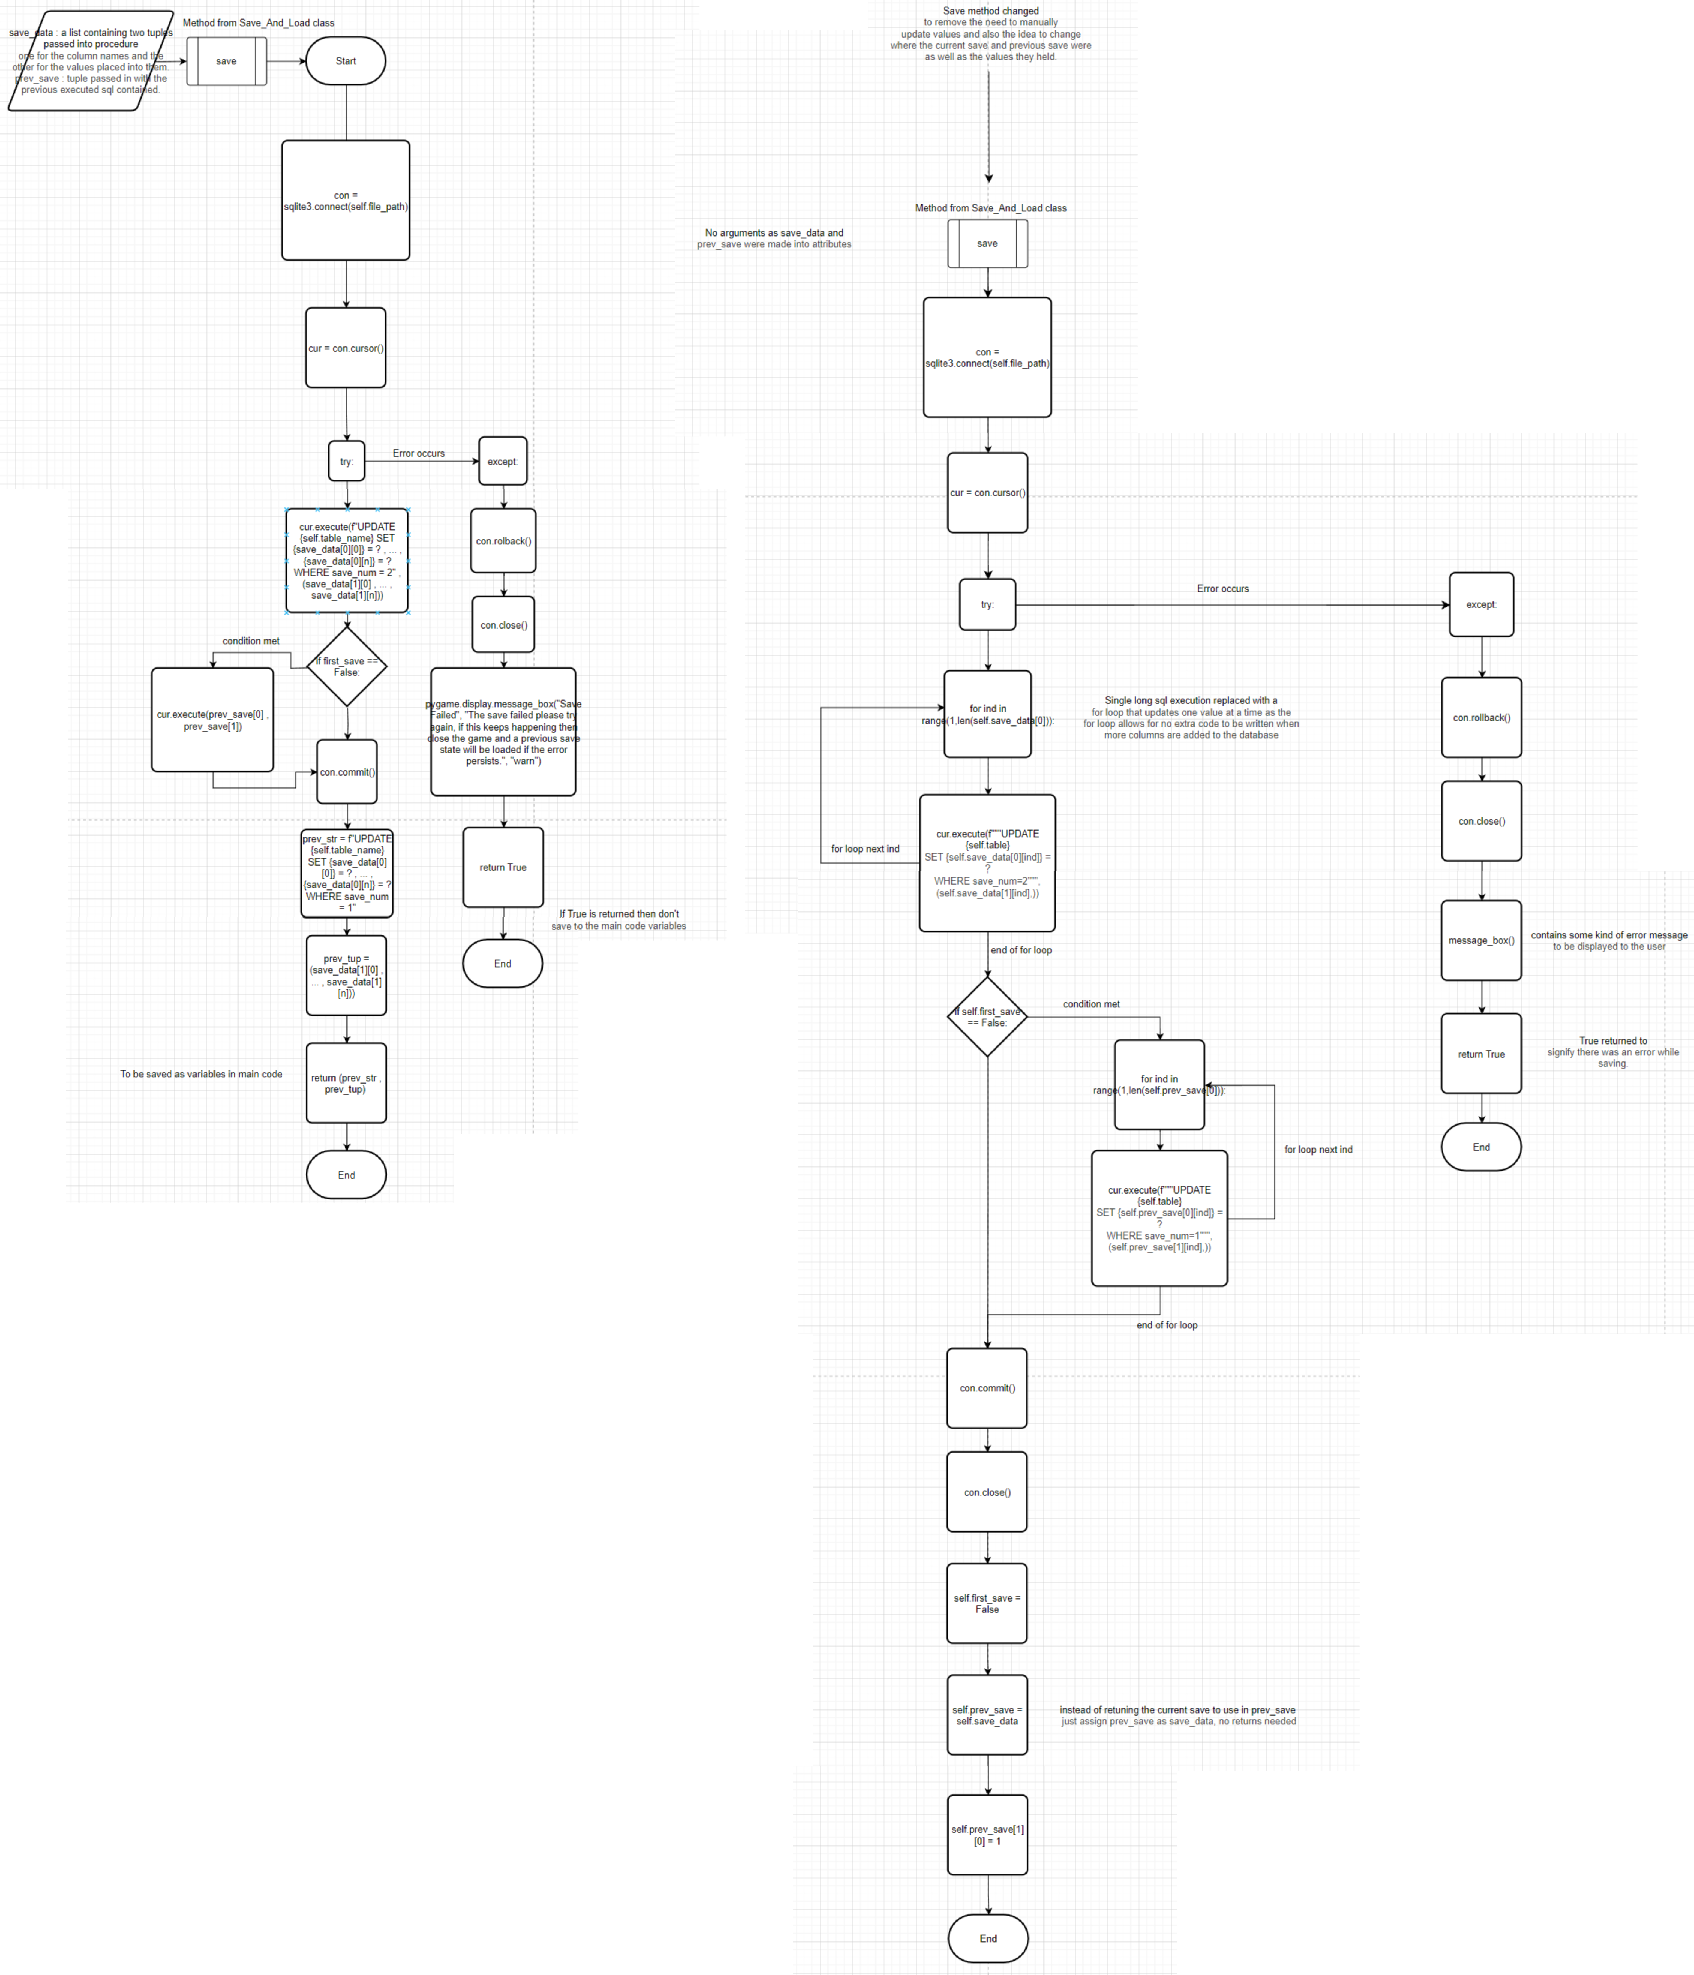 save_data : a list containing two tuples
passed into procedure
one for the column names and the
other for the values placed into them.
prev_save : tuple passed in with the
previous executed sql contained.
Method from Save_And_Load class
save
Start
con =
sqlite3.connect(self.file_path)
cur = con.cursor()
try:
Error occurs
except:
cur.execute(f"UPDATE
{self.table_name} SET
{save_data[0][0]} = ? , ... ,
{save_data[0][n]} = ?
WHERE save_num = 2" ,
(save_data[1][0] , ... ,
save_data[1][n]))
con.rolback()
con.close()
condition met
if first_save ==
False:
cur.execute(prev_save[0] ,
prev_save[1])
con.commit()
pygame.display.message_box("Save
Failed", "The save failed please try
again, if this keeps happening then
close the game and a previous save
state will be loaded if the error
persists.", "warn")
prev_str = f"UPDATE
{self.table_name}
SET {save_data[0]
[0]} = ? , ... ,
{save_data[0][n]} = ?
WHERE save_num
= 1"
return True
If True is returned then don't
save to the main code variables
End
prev_tup =
(save_data[1][0] ,
... , save_data[1]
[n]))
To be saved as variables in main code
return (prev_str ,
prev_tup)
End
Save method changed
to remove the need to manually
update values and also the idea to change
where the current save and previous save were
as well as the values they held.
Method from Save_And_Load class
No arguments as save_data and
prev_save were made into attributes
save
con =
sqlite3.connect(self.file_path)
cur = con.cursor()
try:
Error occurs
except:
for ind in
range(1,len(self.save_data[0])):
Single long sql execution replaced with a
for loop that updates one value at a time as the
for loop allows for no extra code to be written when
more columns are added to the database
con.rollback()
for loop next ind
cur.execute(f"""UPDATE
{self.table}
SET {self.save_data[0][ind]} =
?
WHERE save_num=2""",
(self.save_data[1][ind],))
con.close()
end of for loop
message_box()
contains some kind of error message
to be displayed to the user
if self.first_save
== False:
condition met
return True
True returned to
signify there was an error while
saving.
for ind in
range(1,len(self.prev_save[0])):
for loop next ind
End
cur.execute(f"""UPDATE
{self.table}
SET {self.prev_save[0][ind]} =
?
WHERE save_num=1""",
(self.prev_save[1][ind],))
end of for loop
con.commit()
con.close()
self.first_save =
False
self.prev_save =
self.save_data
instead of retuning the current save to use in prev_save
just assign prev_save as save_data, no returns needed
self.prev_save[1]
[0] = 1
End